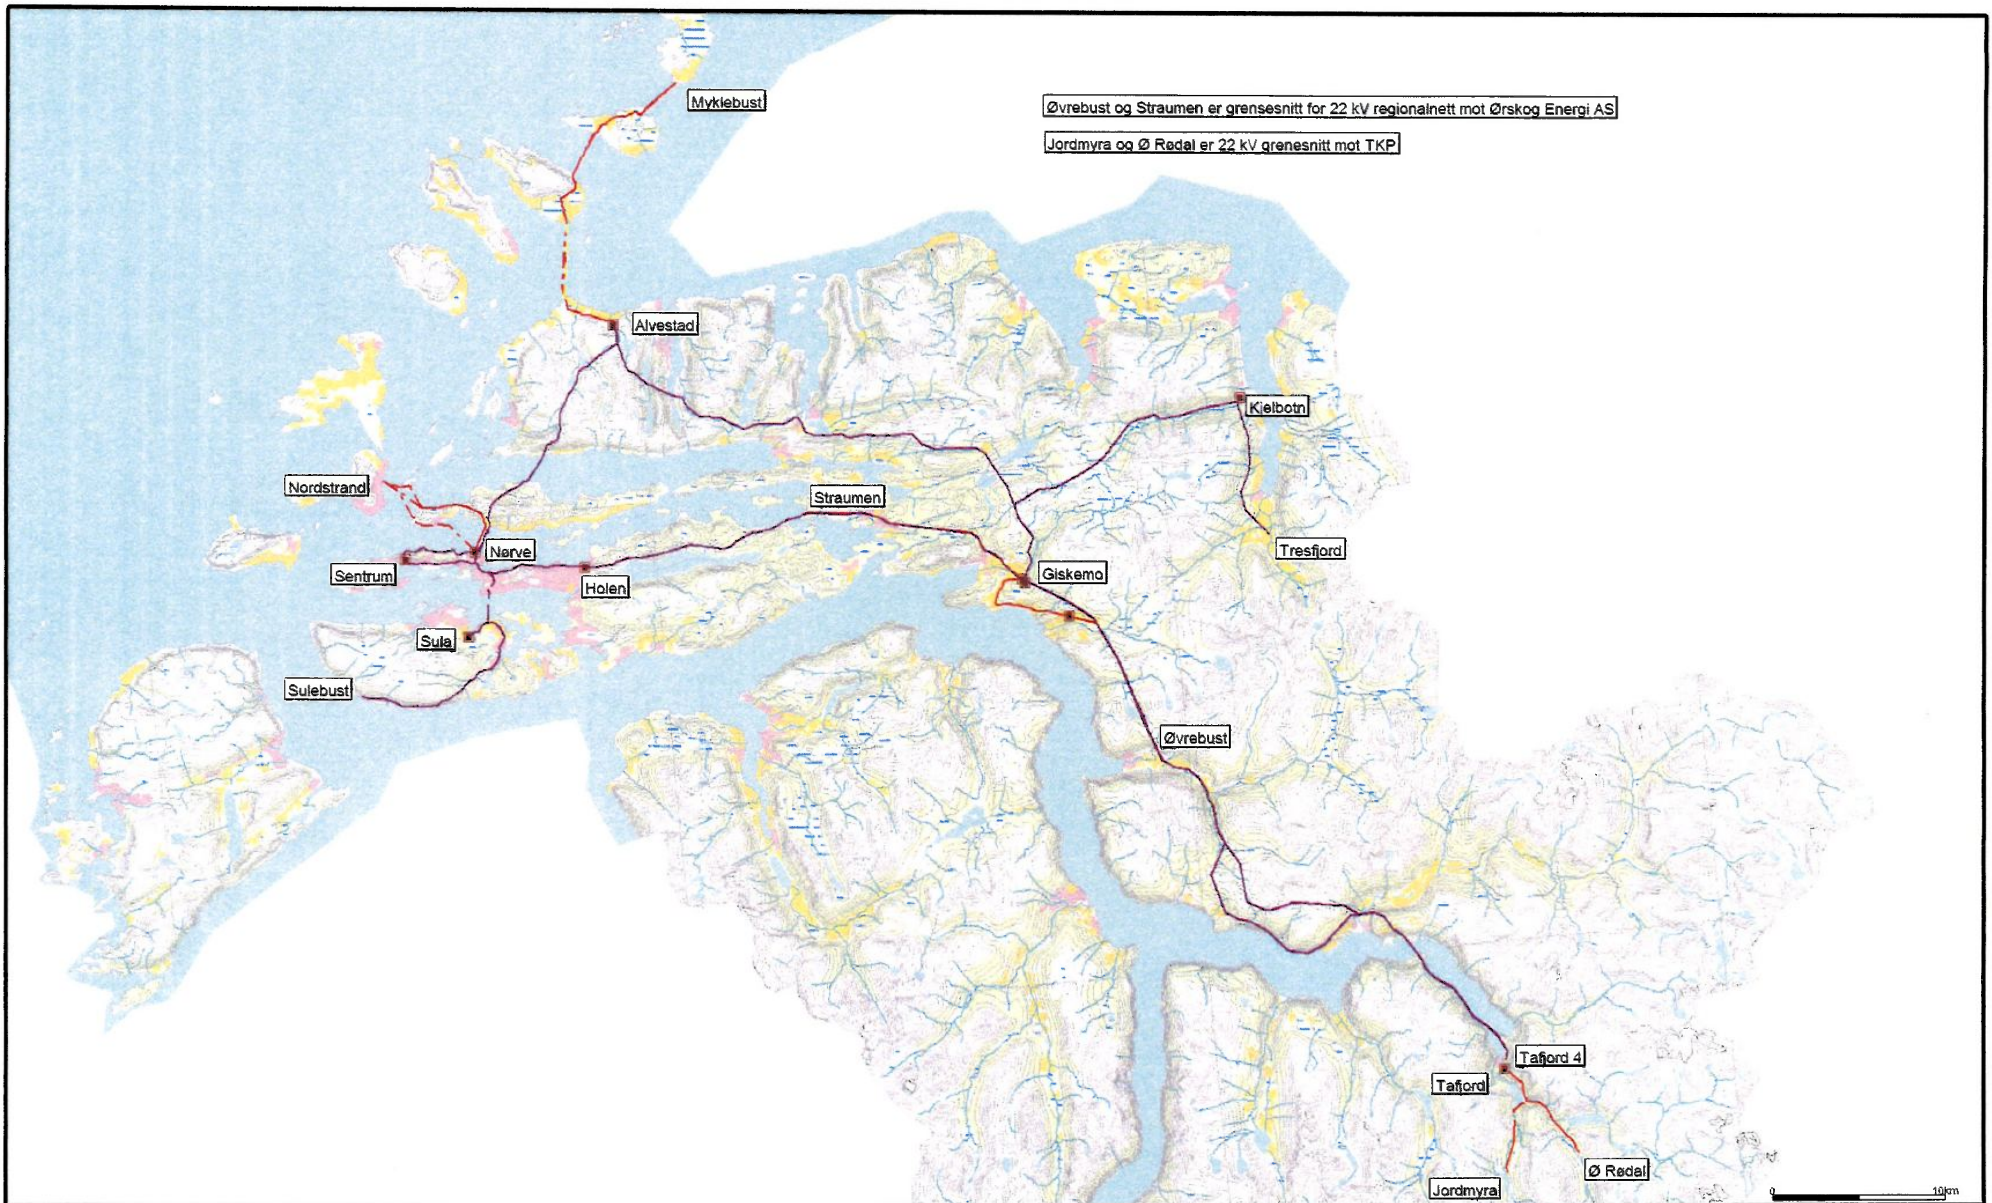 Myklebust
Øvrebust og Straumen er grensesnitt for 22 kV regionalnett mot Ørskog Energi AS
Jordmyra og Ø Rødal er 22 kV grenesnitt mot TKP
Alvestad
Kjelbotn
Nordstrand
Straumen
Nørve
Tresfjord
Sentrum
Holen
Giskemo
Sula
Sulebust
Øvrebust
Tafjord 4
Tafjord
Ø Rødal
Jordmyra
0 10km